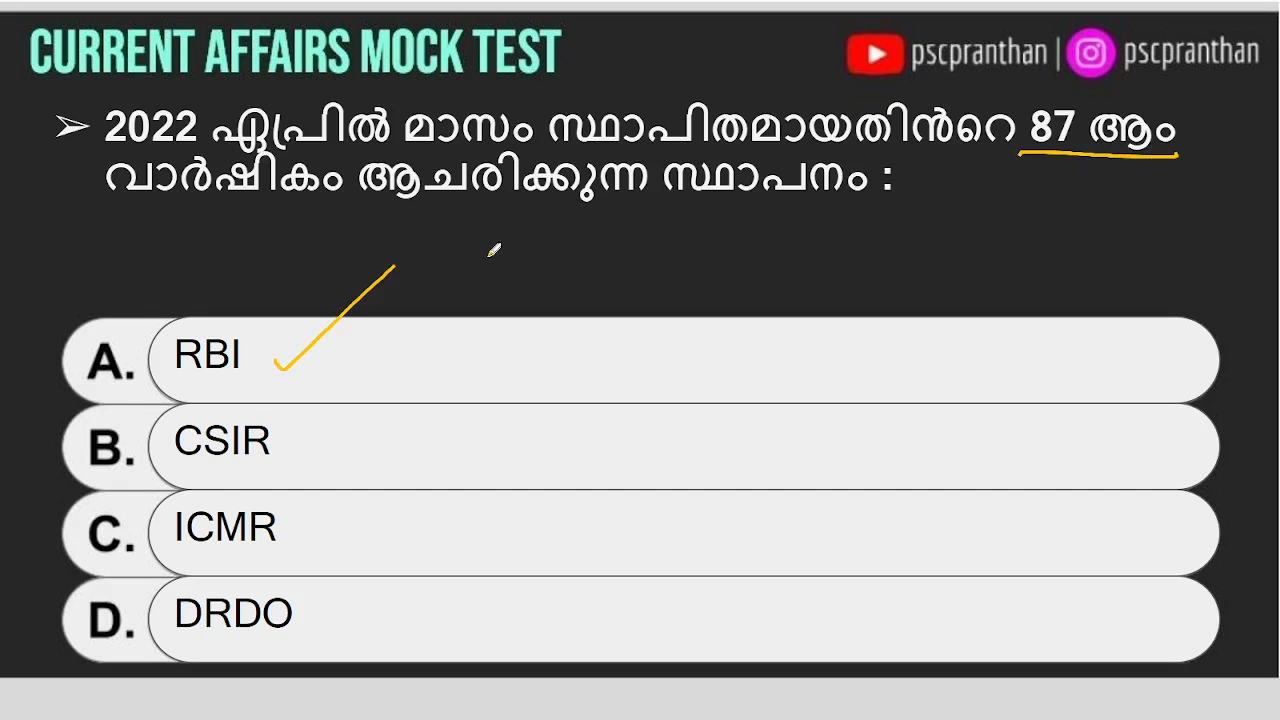 CURRENT AFFAIRS MOCK TEST
pscpranthan | pscpranthan
➢ 2022 ഏപ്രിൽ മാസം സ്ഥാപിതമായതിൻറെ 87 ആം
വാർഷികം ആചരിക്കുന്ന സ്ഥാപനം :
A. RBI
B. CSIR
C. ICMR
D. DRDO